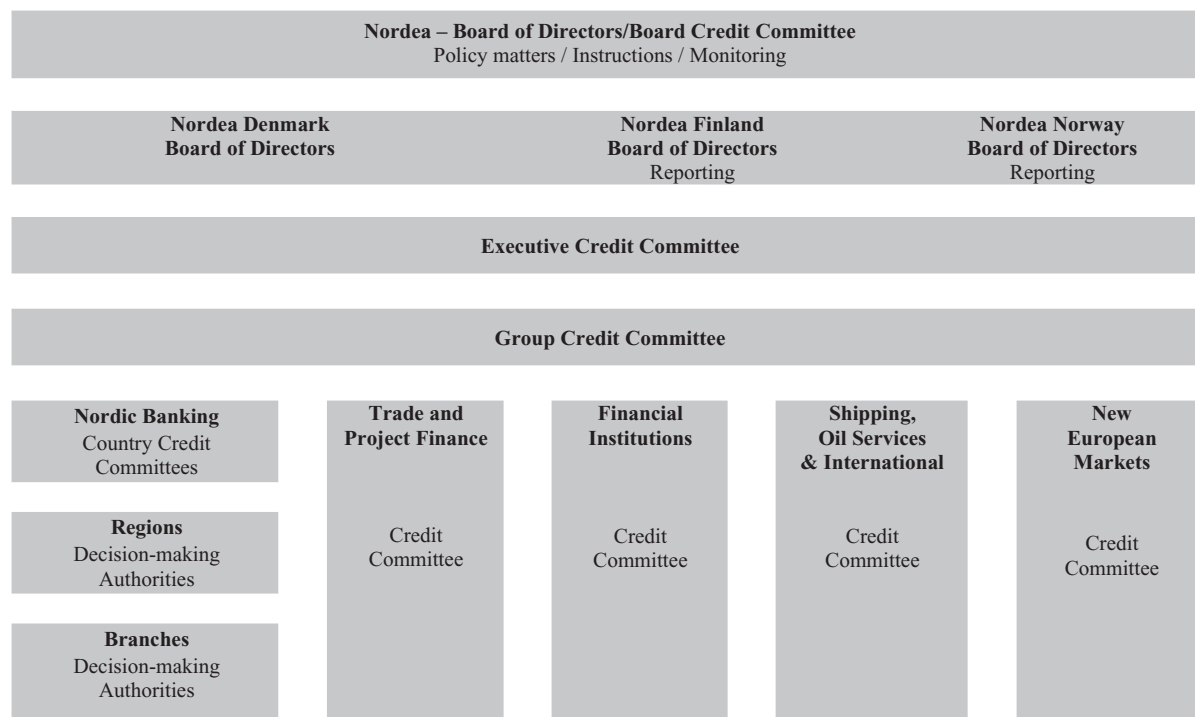 Nordea – Board of Directors/Board Credit Committee
Policy matters / Instructions / Monitoring
Nordea Denmark
Board of Directors
Nordea Finland
Board of Directors
Reporting
Nordea Norway
Board of Directors
Reporting
Executive Credit Committee
Group Credit Committee
Nordic Banking
Country Credit
Committees
Regions
Decision-making
Authorities
Branches
Decision-making
Authorities
Trade and
Project Finance
Credit
Committee
Financial
Institutions
Credit
Committee
Shipping,
Oil Services
& International
Credit
Committee
New
European
Markets
Credit
Committee